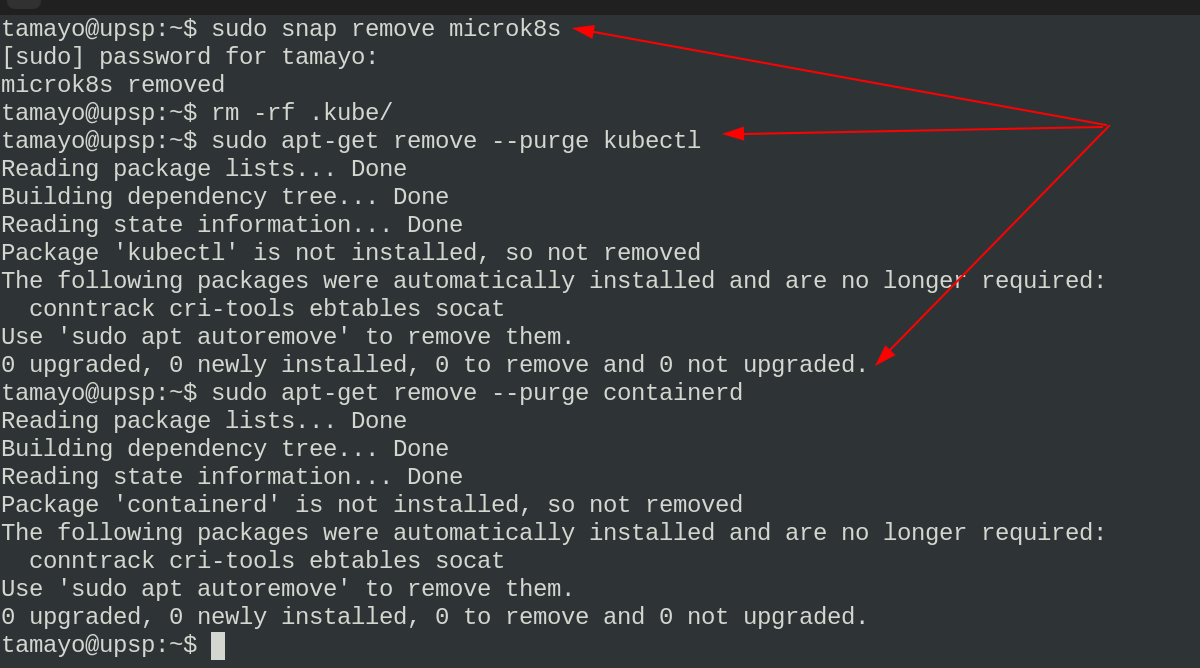 tamayo@upsp:~$ sudo snap remove microk8s
[sudo] password for tamayo:
microk8s removed
tamayo@upsp:~$ rm -rf .kube/
tamayo@upsp:~$ sudo apt-get remove --purge kubectl
Reading package lists... Done
Building dependency tree... Done
Reading state information... Done
Package 'kubectl' is not installed, so not removed
The following packages were automatically installed and are no longer required:
  conntrack cri-tools ebtables socat
Use 'sudo apt autoremove' to remove them.
0 upgraded, 0 newly installed, 0 to remove and 0 not upgraded.
tamayo@upsp:~$ sudo apt-get remove --purge containerd
Reading package lists... Done
Building dependency tree... Done
Reading state information... Done
Package 'containerd' is not installed, so not removed
The following packages were automatically installed and are no longer required:
  conntrack cri-tools ebtables socat
Use 'sudo apt autoremove' to remove them.
0 upgraded, 0 newly installed, 0 to remove and 0 not upgraded.
tamayo@upsp:~$